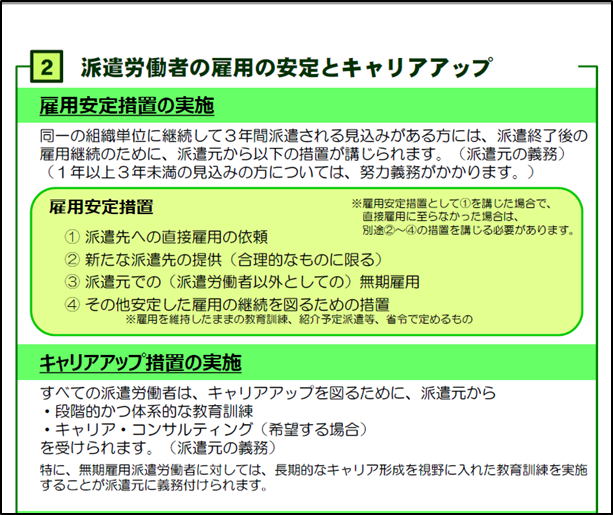 2 派遣労働者の雇用の安定とキャリアアップ
雇用安定措置の実施
同一の組織単位に継続して３年間派遣される見込みがある方には、派遣終了後の
雇用継続のために、派遣元から以下の措置が講じられます。（派遣元の義務）
（１年以上３年未満の見込みの方については、努力義務がかかります。）
雇用安定措置
※雇用安定措置として①を講じた場合で、
直接雇用に至らなかった場合は、
別途②～④の措置を講じる必要があります。
① 派遣先への直接雇用の依頼
② 新たな派遣先の提供（合理的なものに限る）
③ 派遣元での（派遣労働者以外としての）無期雇用
④ その他安定した雇用の継続を図るための措置
※雇用を維持したままの教育訓練、紹介予定派遣等、省令で定めるもの
キャリアアップ措置の実施
すべての派遣労働者は、キャリアアップを図るために、派遣元から
・段階的かつ体系的な教育訓練
・キャリア・コンサルティング（希望する場合）
を受けられます。（派遣元の義務）
特に、無期雇用派遣労働者に対しては、長期的なキャリア形成を視野に入れた教育訓練を実施
することが派遣元に義務付けられます。